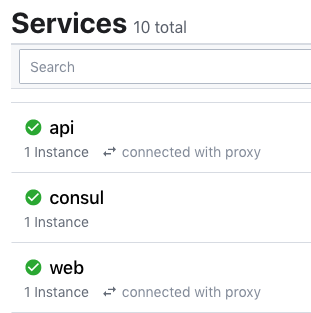 Services 10 total
Search
api
1 Instance connected with proxy
consul
1 Instance
web
1 Instance connected with proxy